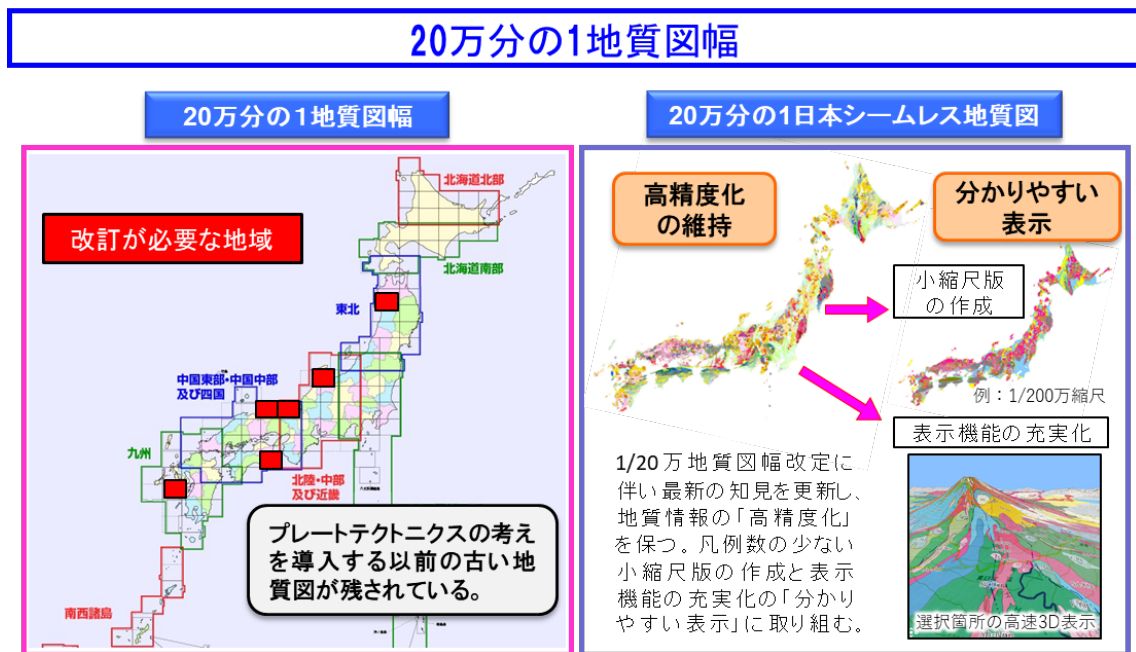 20万分の1地質図幅
20万分の1地質図幅
改訂が必要な地域
北海道北部
北海道南部
東北
中国東部・中国中部
及び四国
九州
北陸・中部
及び近畿
南西諸島
プレートテクトニクスの考え
を導入する以前の古い地
質図が残されている。
20万分の1日本シームレス地質図
高精度化
の維持
分かりやすい
表示
小縮尺版
の作成
例：1/200万縮尺
表示機能の充実化
1/20万地質図幅改定に
伴い最新の知見を更新し、
地質情報の「高精度化」
を保つ。凡例数の少ない
小縮尺版の作成と表示
機能の充実化の「分かり
やすい表示」に取り組む。
選択箇所の高速3D表示